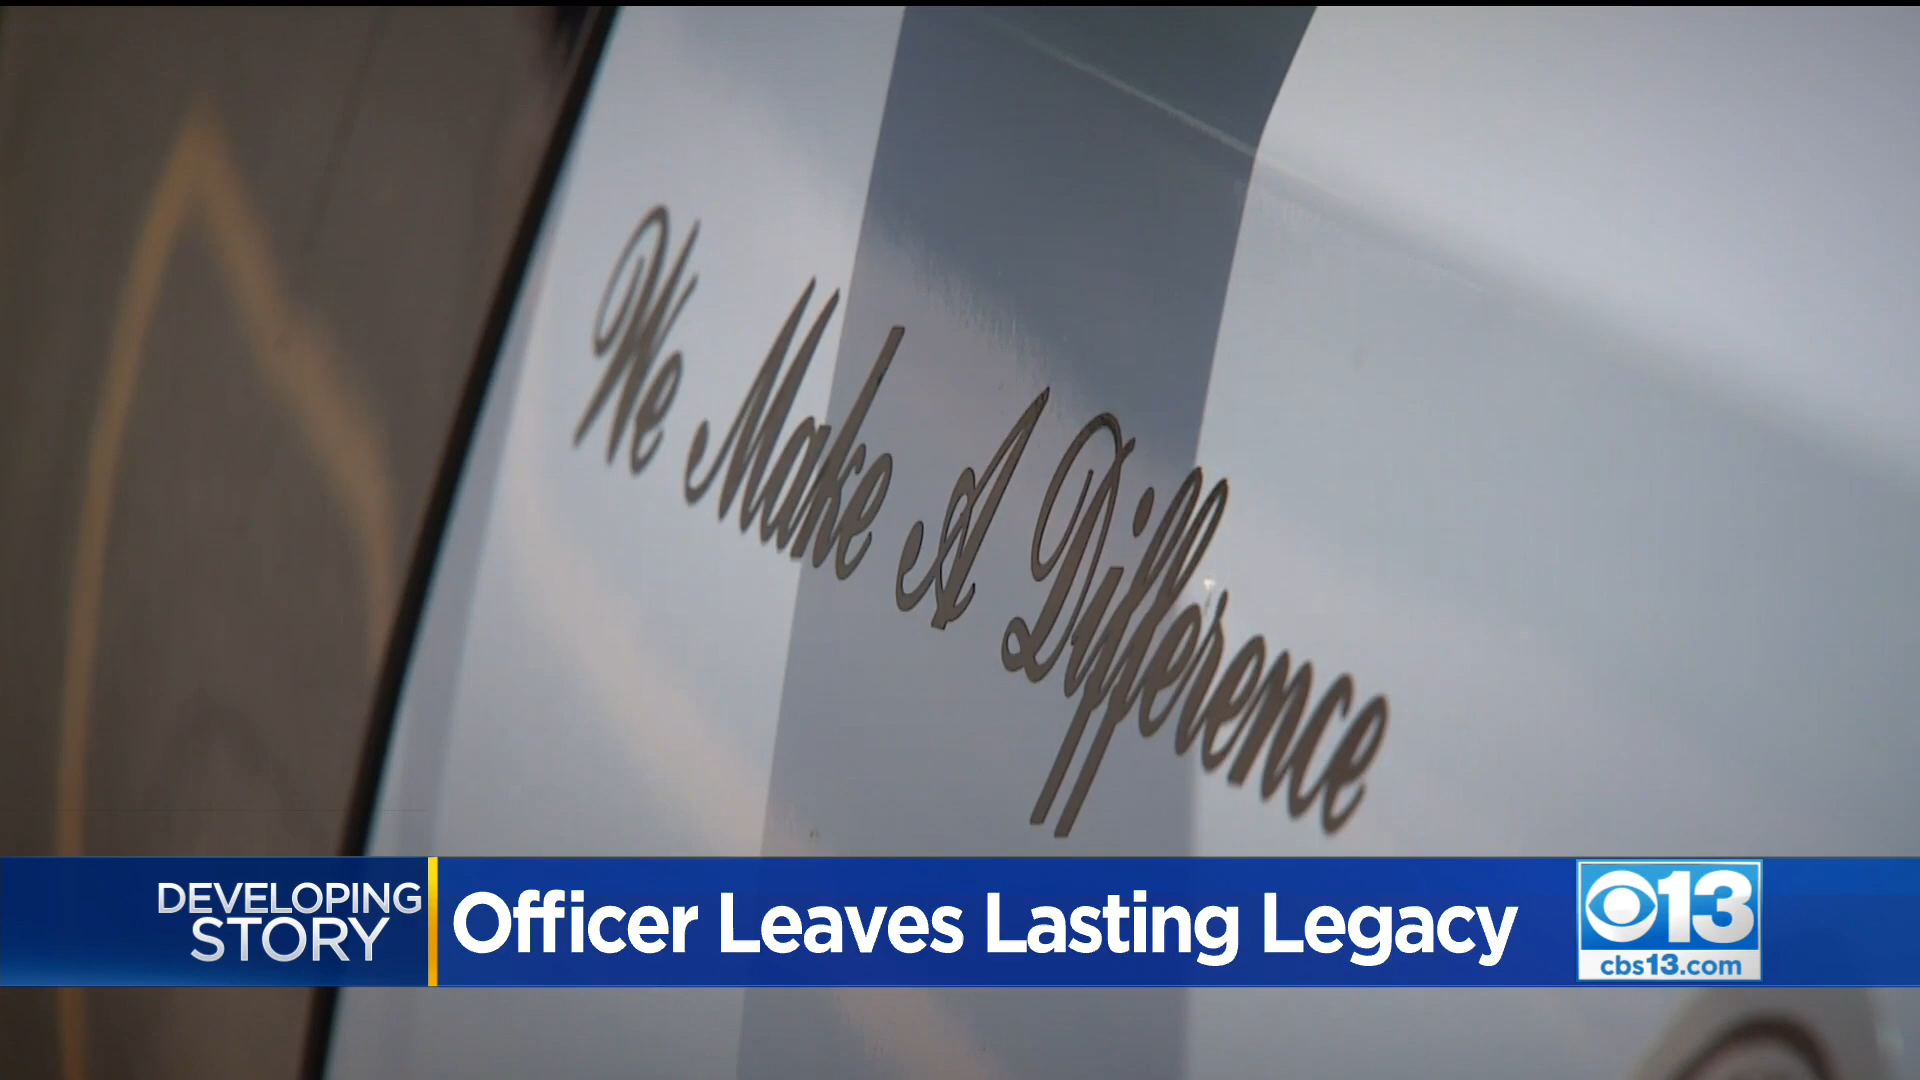 We Make A Difference
DEVELOPING
STORY
Officer Leaves Lasting Legacy
13
cbs13.com